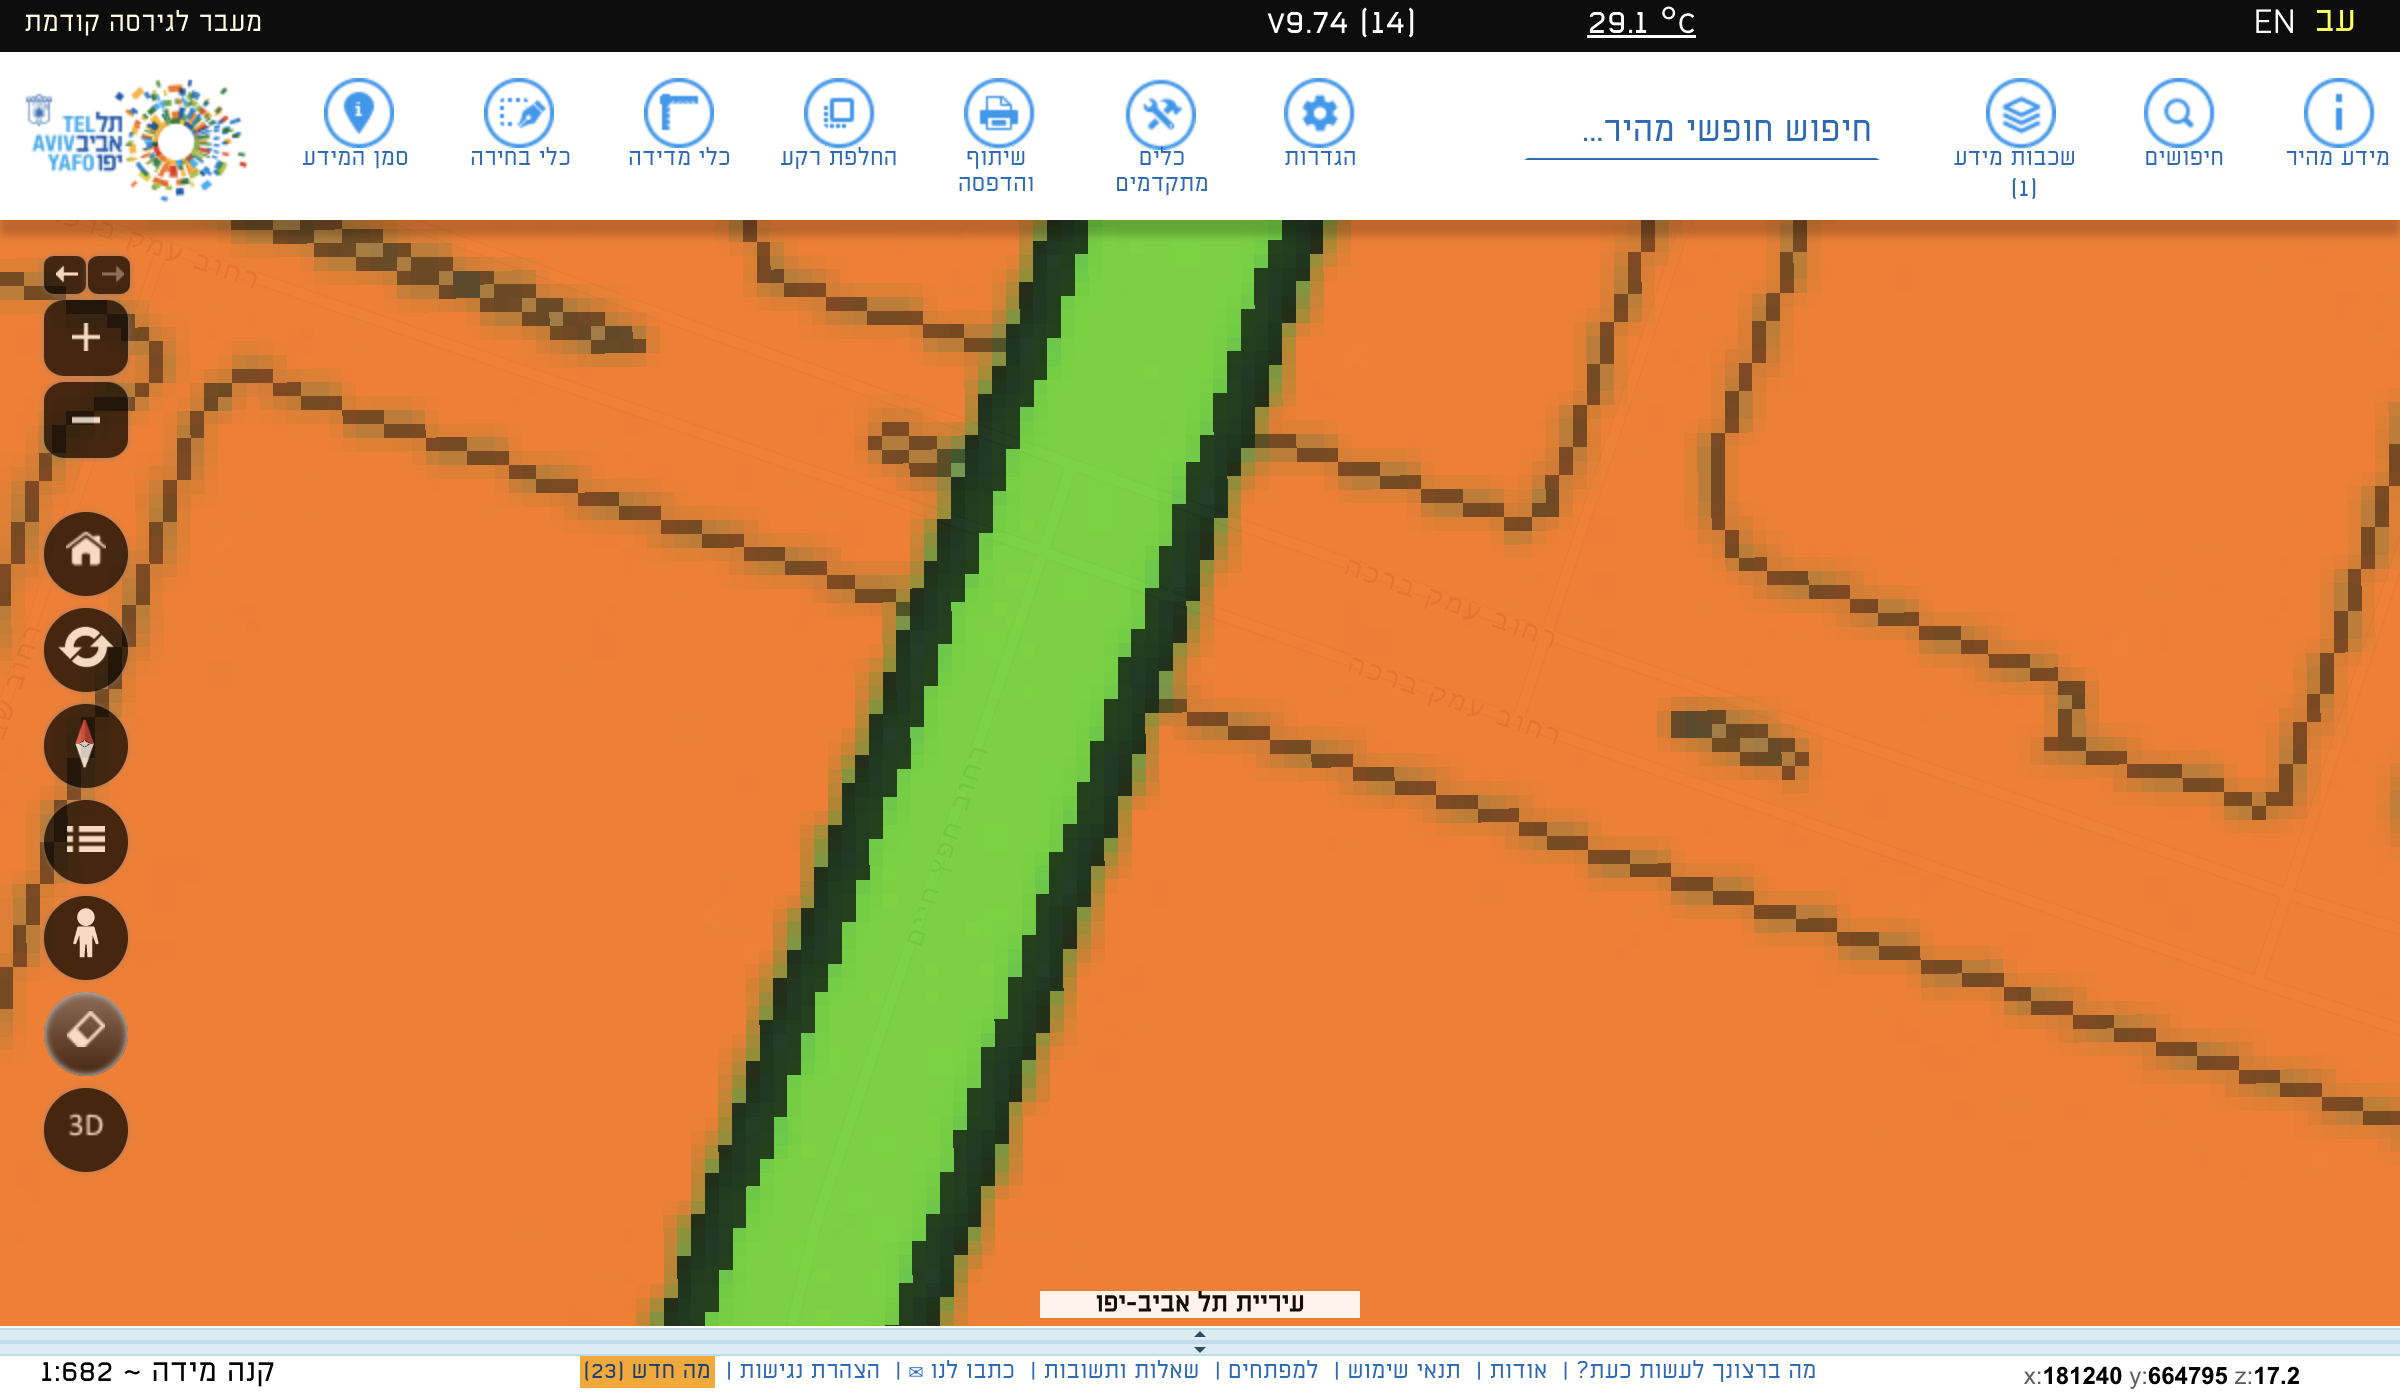 עב EN
29.1 °C
V9.74 (14)
מעבר לגירסה קודמת
מידע מהיר
חיפושים
שכבות מידע
(1)
חיפוש חופשי מהיר...
הגדרות
כלים
מתקדמים
שיתוף
והדפסה
החלפת רקע
כלי מדידה
כלי בחירה
סמן המידע
תל TEL
אביב AVIV
יפו YAFO
רחוב עמק ברכה
רחוב עמק ברכה
רחוב עמק ברכה
רחוב חפץ חיים
3D
עיריית תל אביב-יפו
מה ברצונך לעשות כעת? | אודות | תנאי שימוש | למפתחים | שאלות ותשובות | כתבו לנו ✉ | הצהרת נגישות | מה חדש (23)
x:181240 y:664795 z:17.2
קנה מידה ~ 1:682